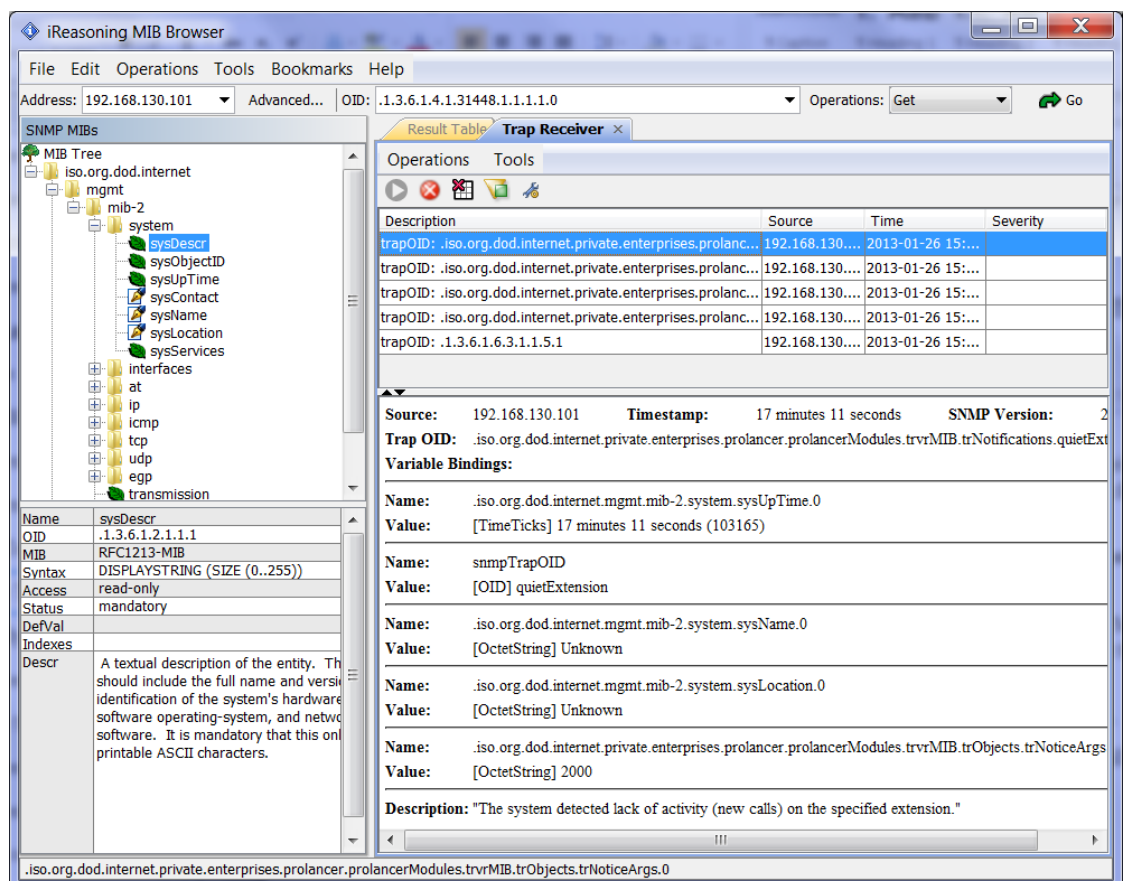 iReasoning MIB Browser
File Edit Operations Tools Bookmarks Help
Address: 192.168.130.101 Advanced... OID: .1.3.6.1.4.1.31448.1.1.1.1.0 Operations: Get Go
SNMP MIBs
MIB Tree
iso.org.dod.internet
mgmt
mib-2
system
sysDescr
sysObjectID
sysUpTime
sysContact
sysName
sysLocation
sysServices
interfaces
at
ip
icmp
tcp
udp
egp
transmission
Name sysDescr
OID .1.3.6.1.2.1.1.1
MIB RFC1213-MIB
Syntax DISPLAYSTRING (SIZE (0..255))
Access read-only
Status mandatory
DefVal
Indexes
Descr A textual description of the entity. Th
should include the full name and versi
identification of the system's hardware
software operating-system, and netwo
software. It is mandatory that this onl
printable ASCII characters.
Result Table Trap Receiver
Operations Tools
Description Source Time Severity
trapOID: .iso.org.dod.internet.private.enterprises.prolanc... 192.168.130.... 2013-01-26 15:...
trapOID: .iso.org.dod.internet.private.enterprises.prolanc... 192.168.130.... 2013-01-26 15:...
trapOID: .iso.org.dod.internet.private.enterprises.prolanc... 192.168.130.... 2013-01-26 15:...
trapOID: .iso.org.dod.internet.private.enterprises.prolanc... 192.168.130.... 2013-01-26 15:...
trapOID: .1.3.6.1.6.3.1.1.5.1 192.168.130.... 2013-01-26 15:...
Source: 192.168.130.101 Timestamp: 17 minutes 11 seconds SNMP Version: 2
Trap OID: .iso.org.dod.internet.private.enterprises.prolancer.prolancerModules.trvrMIB.trNotifications.quietExt
Variable Bindings:
Name: .iso.org.dod.internet.mgmt.mib-2.system.sysUpTime.0
Value: [TimeTicks] 17 minutes 11 seconds (103165)
Name: snmpTrapOID
Value: [OID] quietExtension
Name: .iso.org.dod.internet.mgmt.mib-2.system.sysName.0
Value: [OctetString] Unknown
Name: .iso.org.dod.internet.mgmt.mib-2.system.sysLocation.0
Value: [OctetString] Unknown
Name: .iso.org.dod.internet.private.enterprises.prolancer.prolancerModules.trvrMIB.trObjects.trNoticeArgs
Value: [OctetString] 2000
Description: "The system detected lack of activity (new calls) on the specified extension."
.iso.org.dod.internet.private.enterprises.prolancer.prolancerModules.trvrMIB.trObjects.trNoticeArgs.0